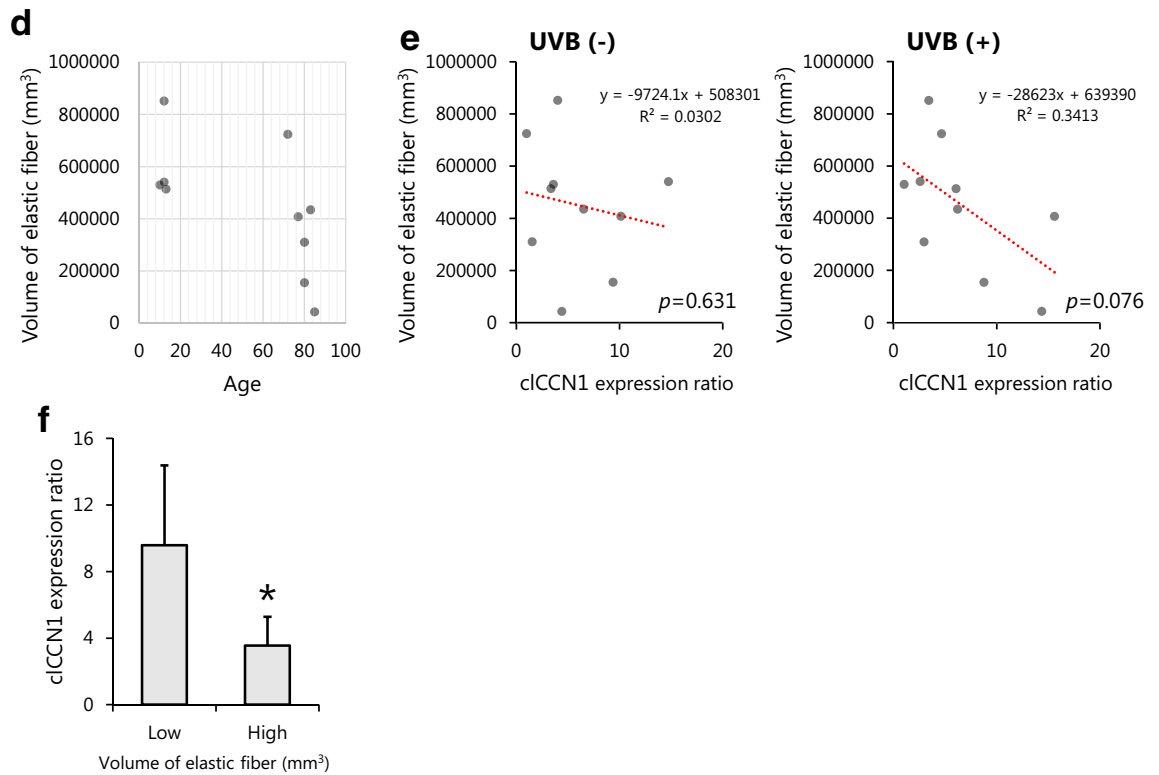 d
Volume of elastic fiber (mm³)
1000000
800000
600000
400000
200000
0
0 20 40 60 80 100
Age
e
UVB (-)
Volume of elastic fiber (mm³)
1000000
800000
600000
400000
200000
0
y = -9724.1x + 508301
R² = 0.0302
p=0.631
0 10 20
clCCN1 expression ratio
UVB (+)
Volume of elastic fiber (mm³)
1000000
800000
600000
400000
200000
0
y = -28623x + 639390
R² = 0.3413
p=0.076
0 10 20
clCCN1 expression ratio
f
clCCN1 expression ratio
16
12
8
4
0
*
Low High
Volume of elastic fiber (mm³)